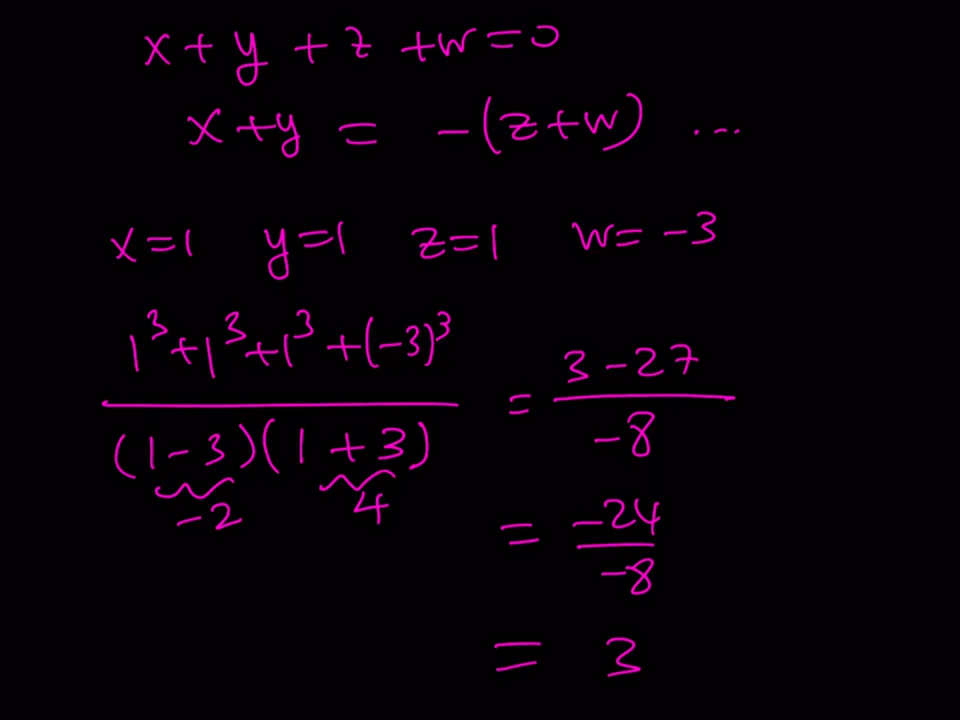 x + y + z + w = 0
x + y = -(z + w) ...
x = 1 y = 1 z = 1 w = -3
1³ + 1³ + 1³ + (-3)³
(1 - 3)(1 + 3)
-2 4
= 3 - 27
-8
= -24
-8
= 3